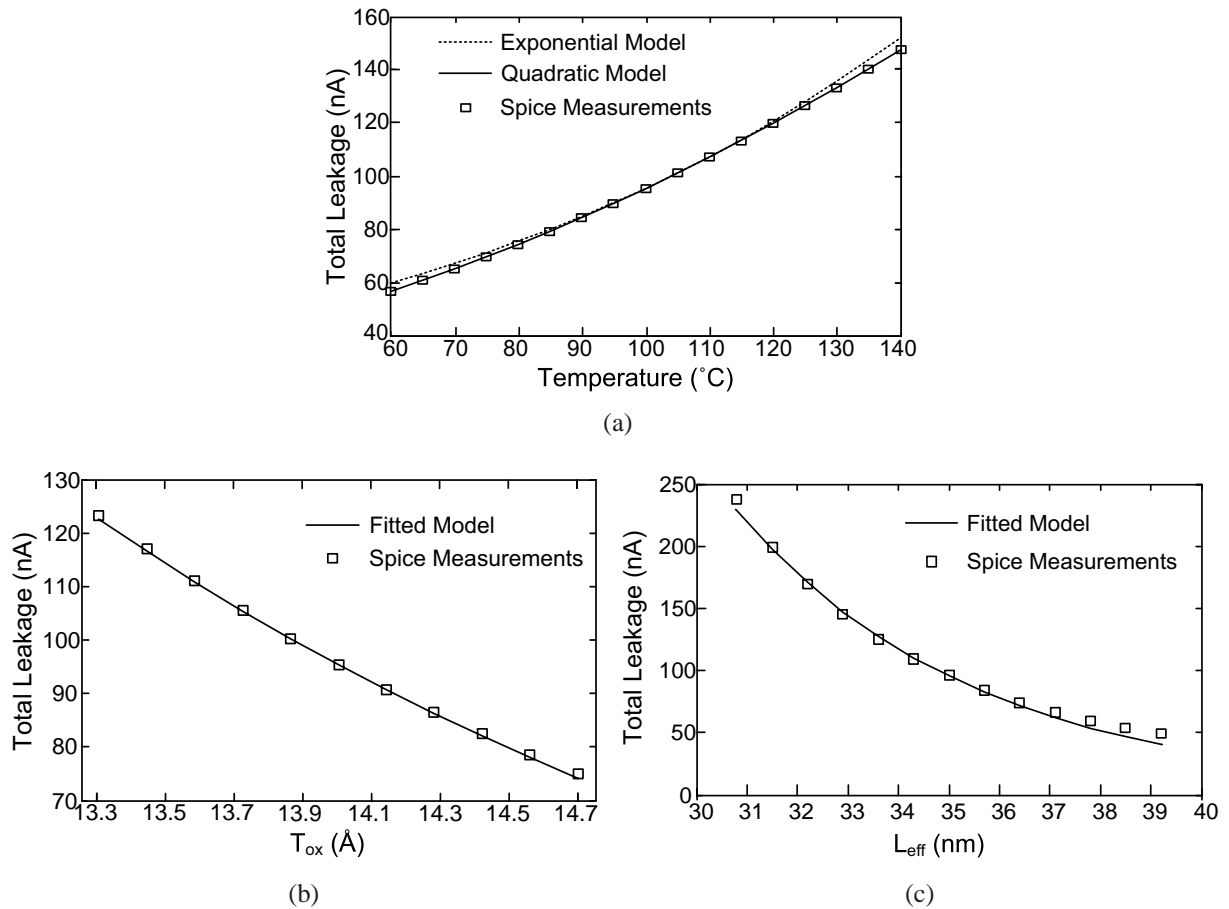 160
140
120
100
80
60
40
Total Leakage (nA)
Exponential Model
Quadratic Model
Spice Measurements
60 70 80 90 100 110 120 130 140
Temperature (˚C)
(a)
130
120
110
100
90
80
70
Total Leakage (nA)
Fitted Model
Spice Measurements
13.3 13.5 13.7 13.9 14.1 14.3 14.5 14.7
Tox (Å)
(b)
250
200
150
100
50
0
Total Leakage (nA)
Fitted Model
Spice Measurements
30 31 32 33 34 35 36 37 38 39 40
Leff (nm)
(c)